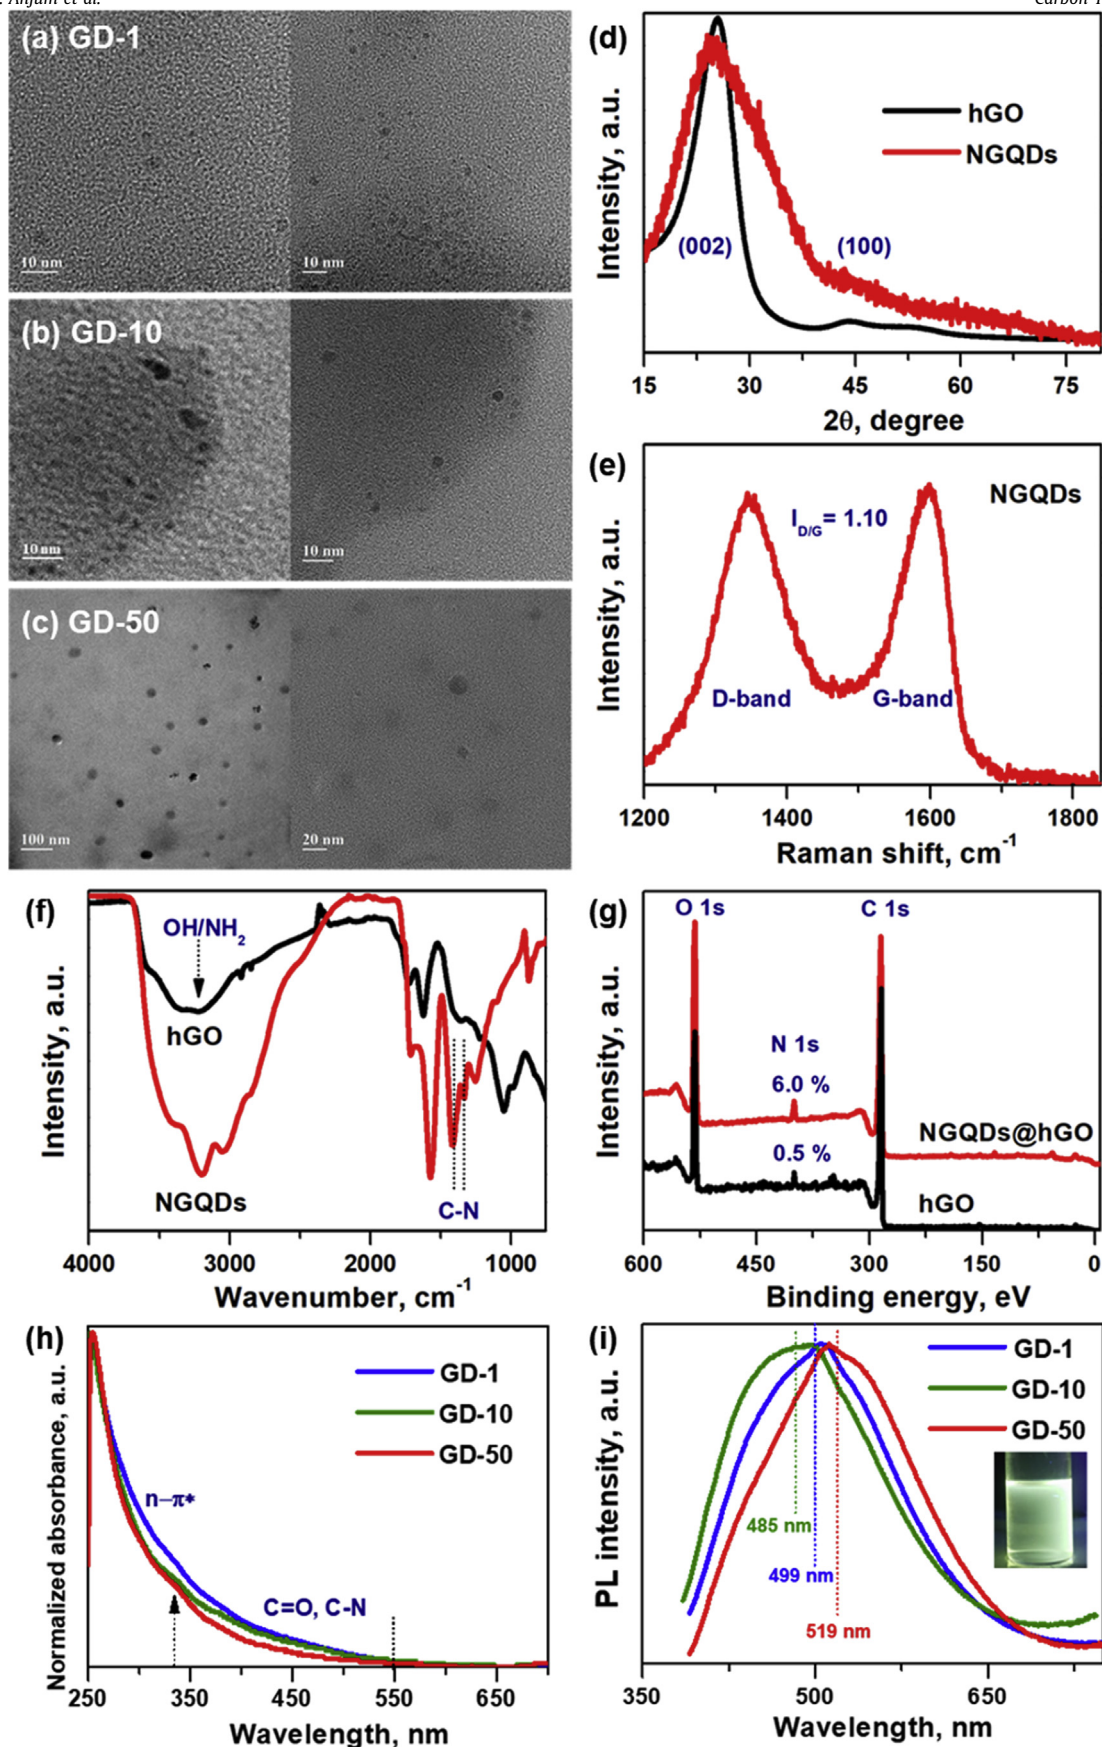 . Anjani et al.
Carbon 1
(a) GD-1
10 nm
10 nm
(b) GD-10
10 nm
10 nm
(c) GD-50
100 nm
20 nm
(d)
hGO
NGQDs
(002)
(100)
Intensity, a.u.
15 30 45 60 75
2θ, degree
(e)
NGQDs
I D/G = 1.10
D-band
G-band
Intensity, a.u.
1200 1400 1600 1800
Raman shift, cm-1
(f)
OH/NH2
hGO
NGQDs
C-N
Intensity, a.u.
4000 3000 2000 1000
Wavenumber, cm-1
(g)
O 1s
C 1s
N 1s
6.0 %
0.5 %
NGQDs@hGO
hGO
Intensity, a.u.
600 450 300 150 0
Binding energy, eV
(h)
GD-1
GD-10
GD-50
n–π*
C=O, C-N
Normalized absorbance, a.u.
250 350 450 550 650
Wavelength, nm
(i)
GD-1
GD-10
GD-50
485 nm
499 nm
519 nm
PL intensity, a.u.
350 500 650
Wavelength, nm